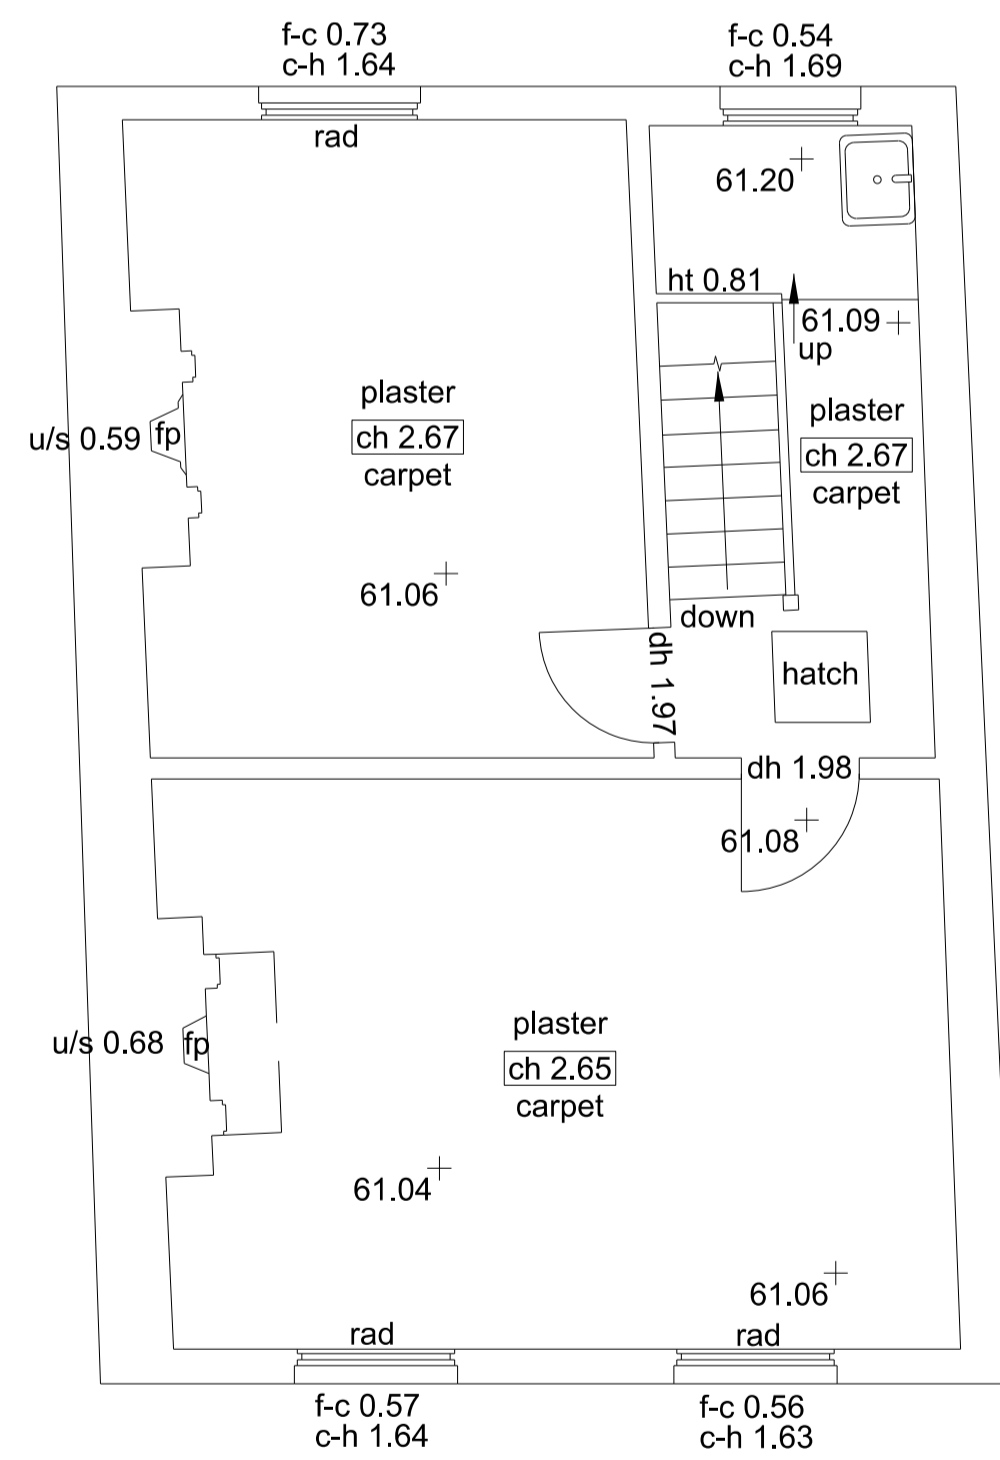 f-c 0.73
c-h 1.64
f-c 0.54
c-h 1.69
rad
61.20
ht 0.81
61.09
up
plaster
ch 2.67
carpet
u/s 0.59
fp
plaster
ch 2.67
carpet
61.06
down
dh 1.97
hatch
dh 1.98
61.08
plaster
ch 2.65
carpet
u/s 0.68
fp
61.04
61.06
rad
rad
f-c 0.57
c-h 1.64
f-c 0.56
c-h 1.63